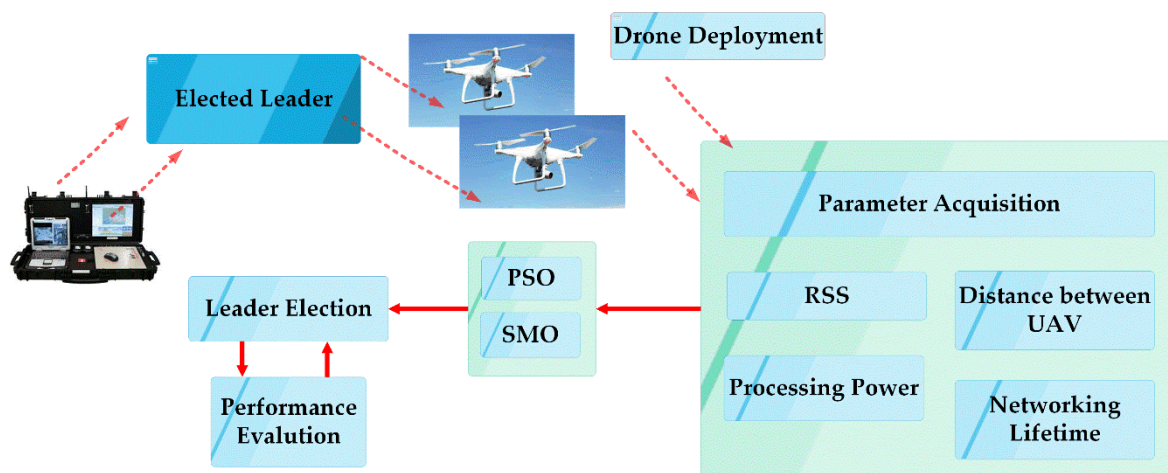 Drone Deployment
Elected Leader
Parameter Acquisition
RSS
Distance between
UAV
Processing Power
Networking
Lifetime
PSO
SMO
Leader Election
Performance
Evalution